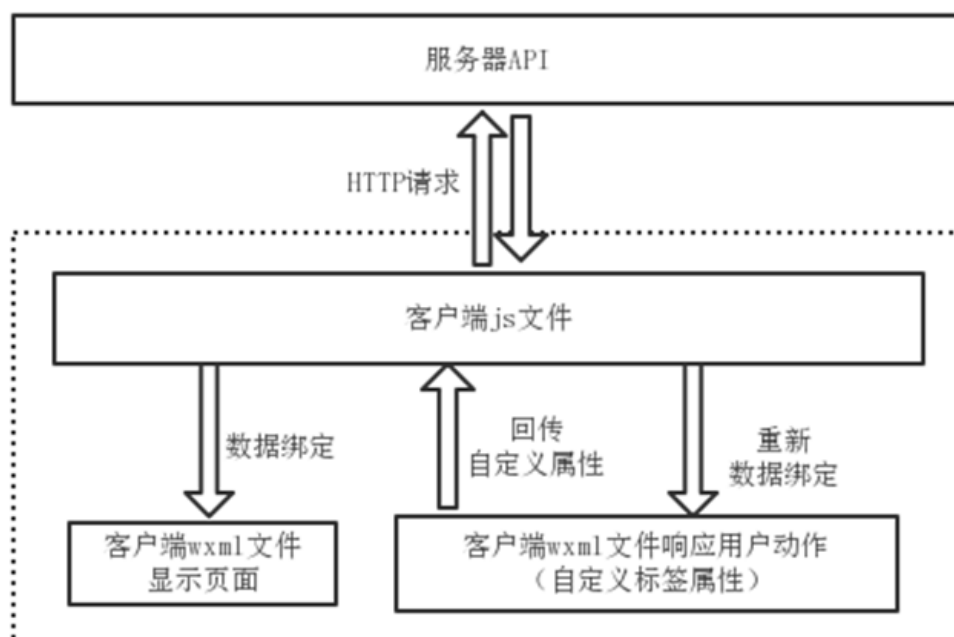 服务器API
HTTP请求
客户端js文件
数据绑定
回传
自定义属性
重新
数据绑定
客户端wxml文件
显示页面
客户端wxml文件响应用户动作
（自定义标签属性）